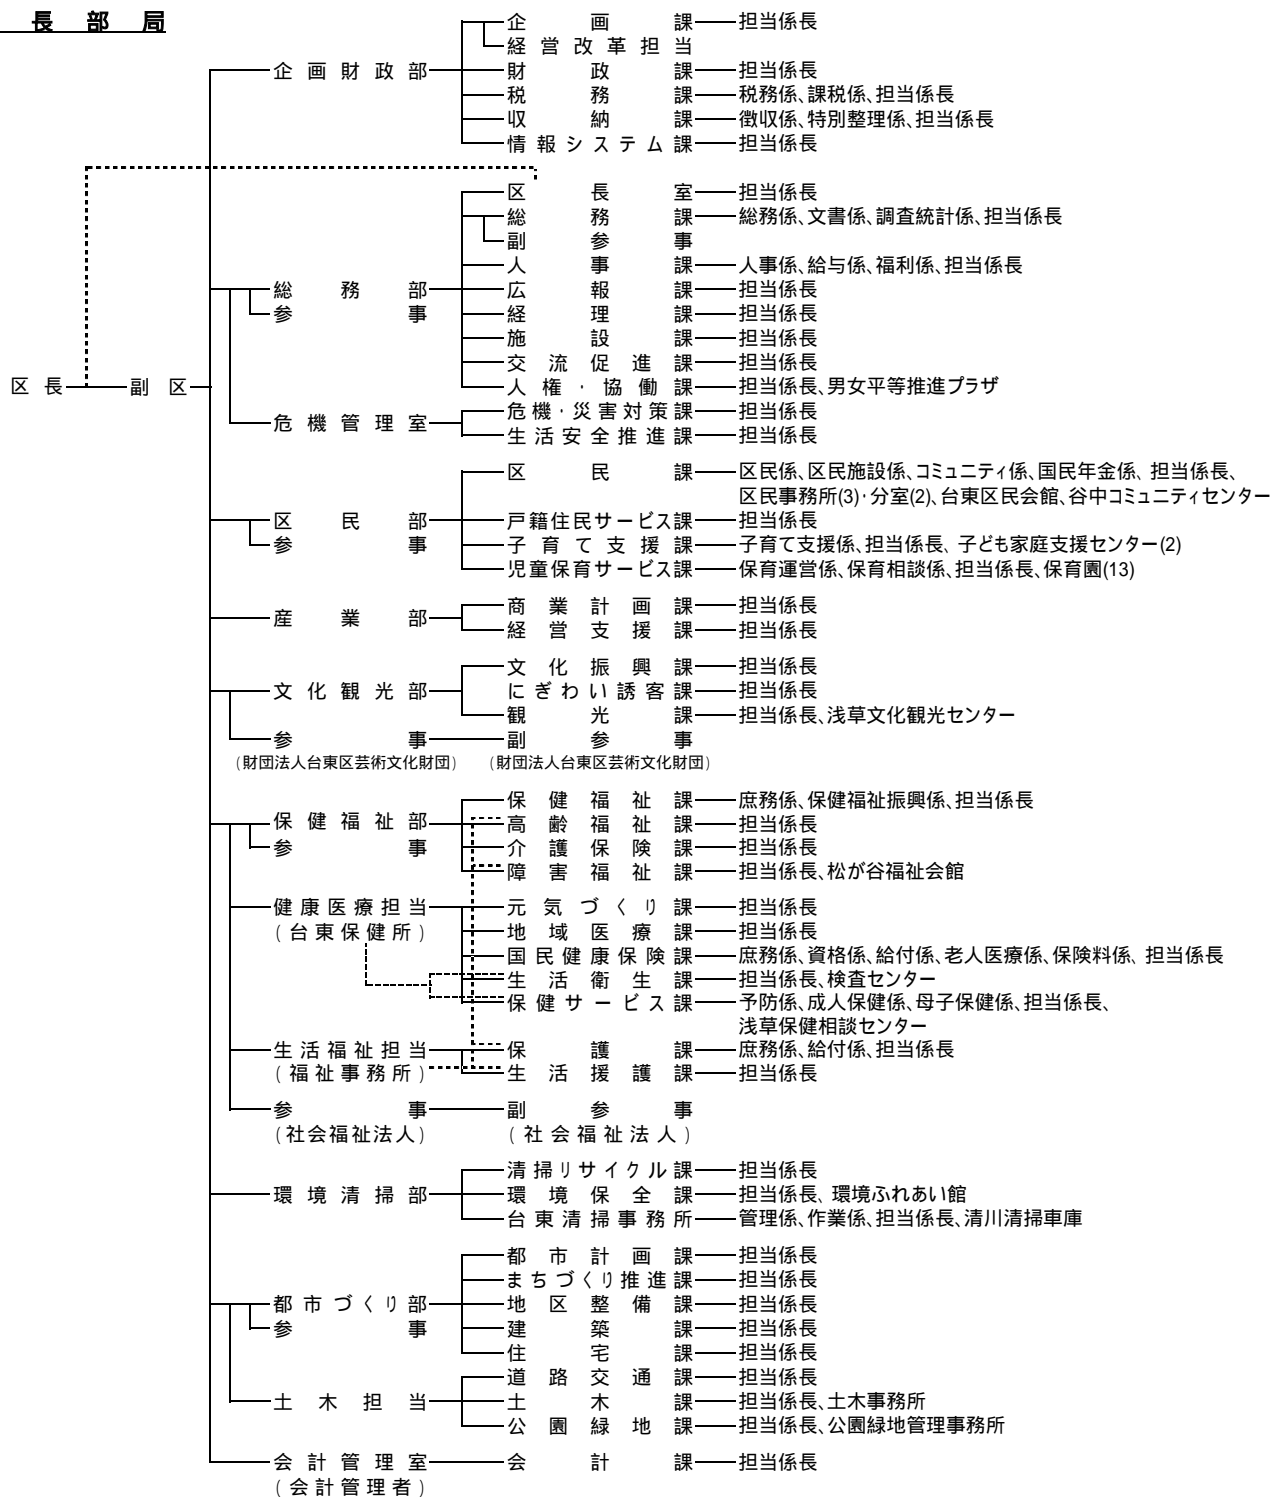 長部局
企画課 担当係長
経営改革担当
企画財政部 財政課 担当係長
税務課 税務係、課税係、担当係長
収納課 徴収係、特別整理係、担当係長
情報システム課 担当係長
区長室 担当係長
総務課 総務係、文書係、調査統計係、担当係長
副参事
人事課 人事係、給与係、福利係、担当係長
総務部 広報課 担当係長
参事 経理課 担当係長
施設課 担当係長
交流促進課 担当係長
区長 副区 人権・協働課 担当係長、男女平等推進プラザ
危機・災害対策課 担当係長
危機管理室
生活安全推進課 担当係長
区民課 区民係、区民施設係、コミュニティ係、国民年金係、担当係長、
区民事務所(3)・分室(2)、台東区民会館、谷中コミュニティセンター
区民部 戸籍住民サービス課 担当係長
参事 子育て支援課 子育て支援係、担当係長、子ども家庭支援センター(2)
児童保育サービス課 保育運営係、保育相談係、担当係長、保育園(13)
商業計画課 担当係長
産業部
経営支援課 担当係長
文化振興課 担当係長
文化観光部 にぎわい誘客課 担当係長
観光課 担当係長、浅草文化観光センター
参事 副参事
(財団法人台東区芸術文化財団) (財団法人台東区芸術文化財団)
保健福祉課 庶務係、保健福祉振興係、担当係長
保健福祉部 高齢福祉課 担当係長
参事 介護保険課 担当係長
障害福祉課 担当係長、松が谷福祉会館
健康医療担当 元気づくり課 担当係長
(台東保健所) 地域医療課 担当係長
国民健康保険課 庶務係、資格係、給付係、老人医療係、保険料係、担当係長
生活衛生課 担当係長、検査センター
保健サービス課 予防係、成人保健係、母子保健係、担当係長、
浅草保健相談センター
生活福祉担当 保護課 庶務係、給付係、担当係長
(福祉事務所) 生活援護課 担当係長
参事 副参事
(社会福祉法人) (社会福祉法人)
清掃リサイクル課 担当係長
環境清掃部 環境保全課 担当係長、環境ふれあい館
台東清掃事務所 管理係、作業係、担当係長、清川清掃車庫
都市計画課 担当係長
まちづくり推進課 担当係長
都市づくり部 地区整備課 担当係長
参事 建築課 担当係長
住宅課 担当係長
道路交通課 担当係長
土木担当 土木課 担当係長、土木事務所
公園緑地課 担当係長、公園緑地管理事務所
会計管理室 会計課 担当係長
(会計管理者)